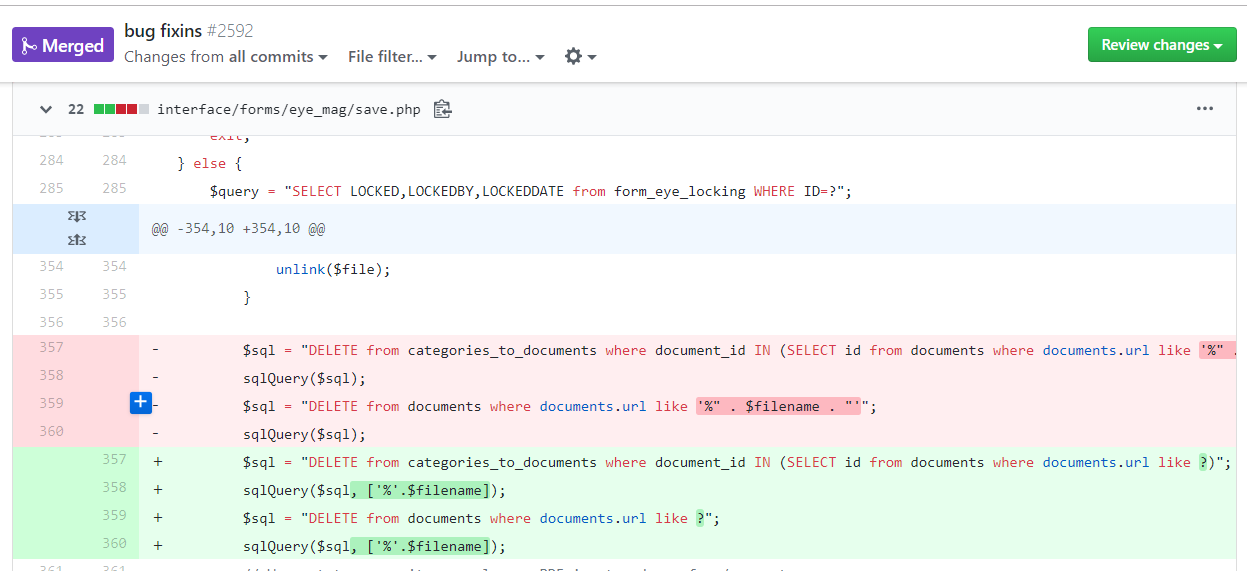 Merged
bug fixins #2592
Changes from all commits
File filter...
Jump to...
Review changes
22 interface/forms/eye_mag/save.php
exit;
284 284 } else {
285 285 $query = "SELECT LOCKED,LOCKEDBY,LOCKEDDATE from form_eye_locking WHERE ID=?";
@@ -354,10 +354,10 @@
354 354 unlink($file);
355 355 }
356 356
357 - $sql = "DELETE from categories_to_documents where document_id IN (SELECT id from documents where documents.url like '%" .
358 - sqlQuery($sql);
359 - $sql = "DELETE from documents where documents.url like '%" . $filename . "'";
360 - sqlQuery($sql);
357 + $sql = "DELETE from categories_to_documents where document_id IN (SELECT id from documents where documents.url like ?)";
358 + sqlQuery($sql, ['%'.$filename]);
359 + $sql = "DELETE from documents where documents.url like ?";
360 + sqlQuery($sql, ['%'.$filename]);
361 361